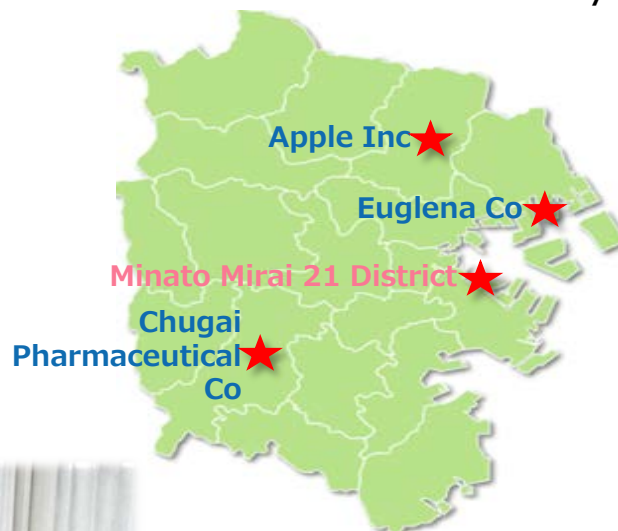 Apple Inc
Euglena Co
Minato Mirai 21 District
Chugai
Pharmaceutical
Co